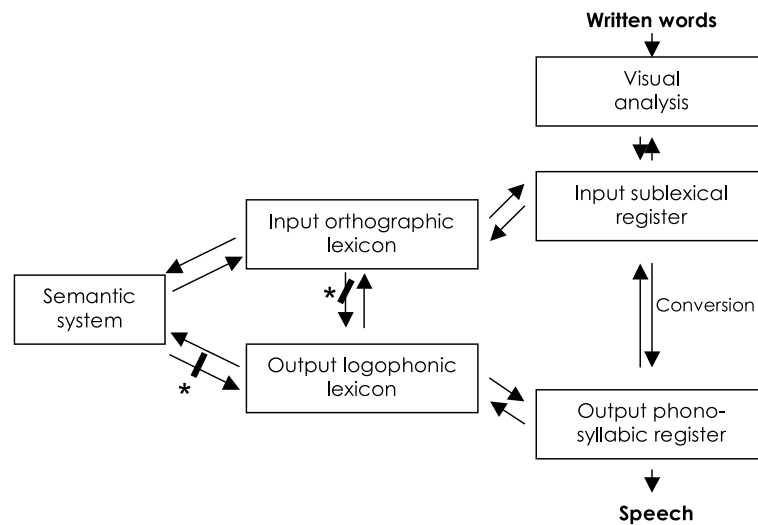 Written words
Visual
analysis
Input sublexical
register
Input orthographic
lexicon
*
Semantic
system
Conversion
Output logophonic
lexicon
*
Output phono-
syllabic register
Speech